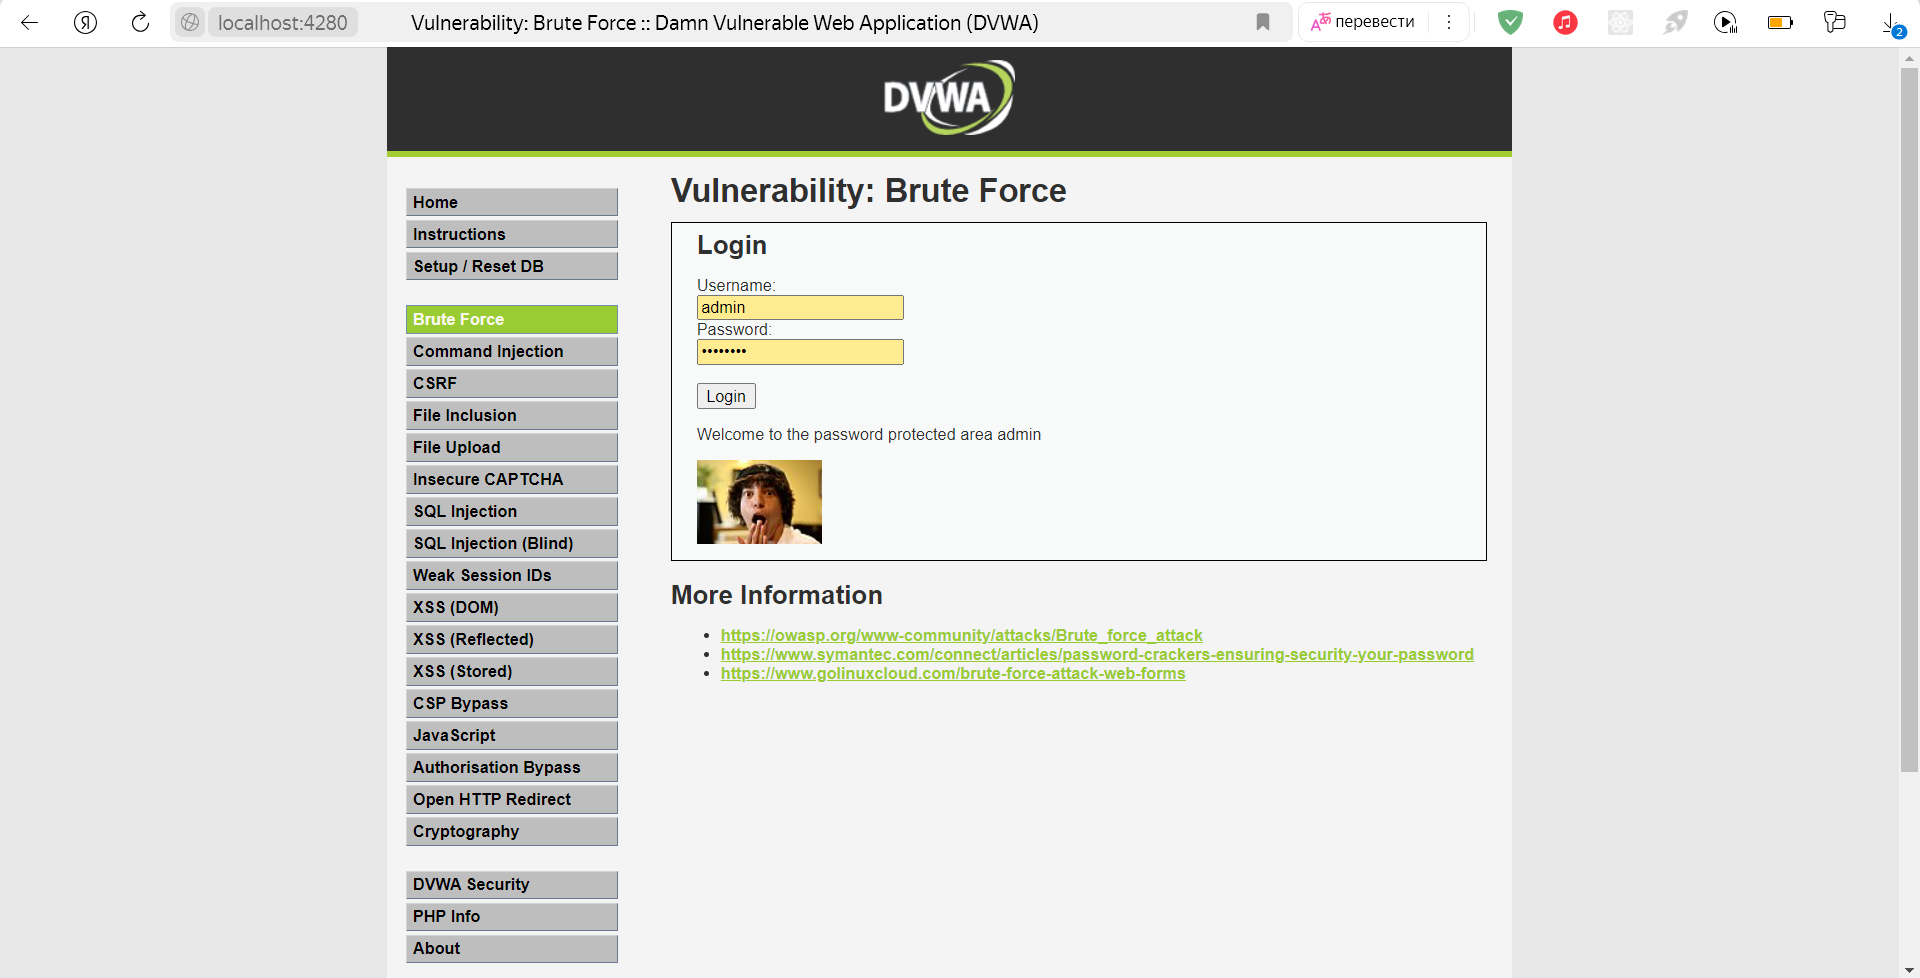 localhost:4280 Vulnerability: Brute Force :: Damn Vulnerable Web Application (DVWA) перевести
2
DVWA
Home
Instructions
Setup / Reset DB
Brute Force
Command Injection
CSRF
File Inclusion
File Upload
Insecure CAPTCHA
SQL Injection
SQL Injection (Blind)
Weak Session IDs
XSS (DOM)
XSS (Reflected)
XSS (Stored)
CSP Bypass
JavaScript
Authorisation Bypass
Open HTTP Redirect
Cryptography
DVWA Security
PHP Info
About
Vulnerability: Brute Force
Login
Username:
admin
Password:
••••••••
Login
Welcome to the password protected area admin
More Information
https://owasp.org/www-community/attacks/Brute_force_attack
https://www.symantec.com/connect/articles/password-crackers-ensuring-security-your-password
https://www.golinuxcloud.com/brute-force-attack-web-forms